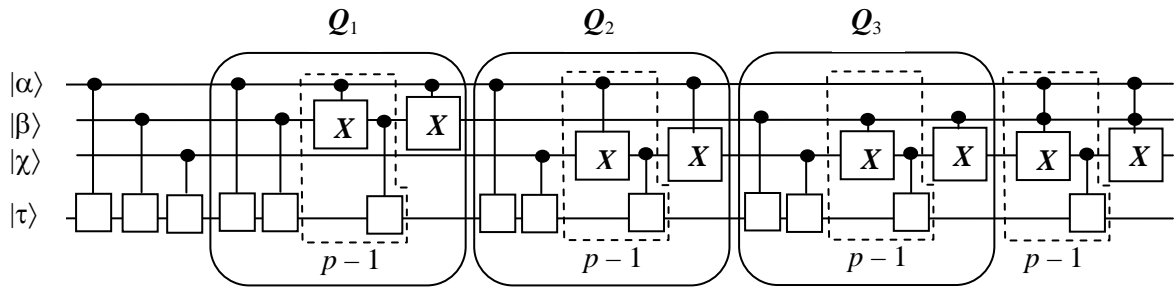 Q₁ Q₂ Q₃
|α⟩
|β⟩ X X X
|χ⟩ X X X X X X
|τ⟩
p – 1 p – 1 p – 1 p – 1